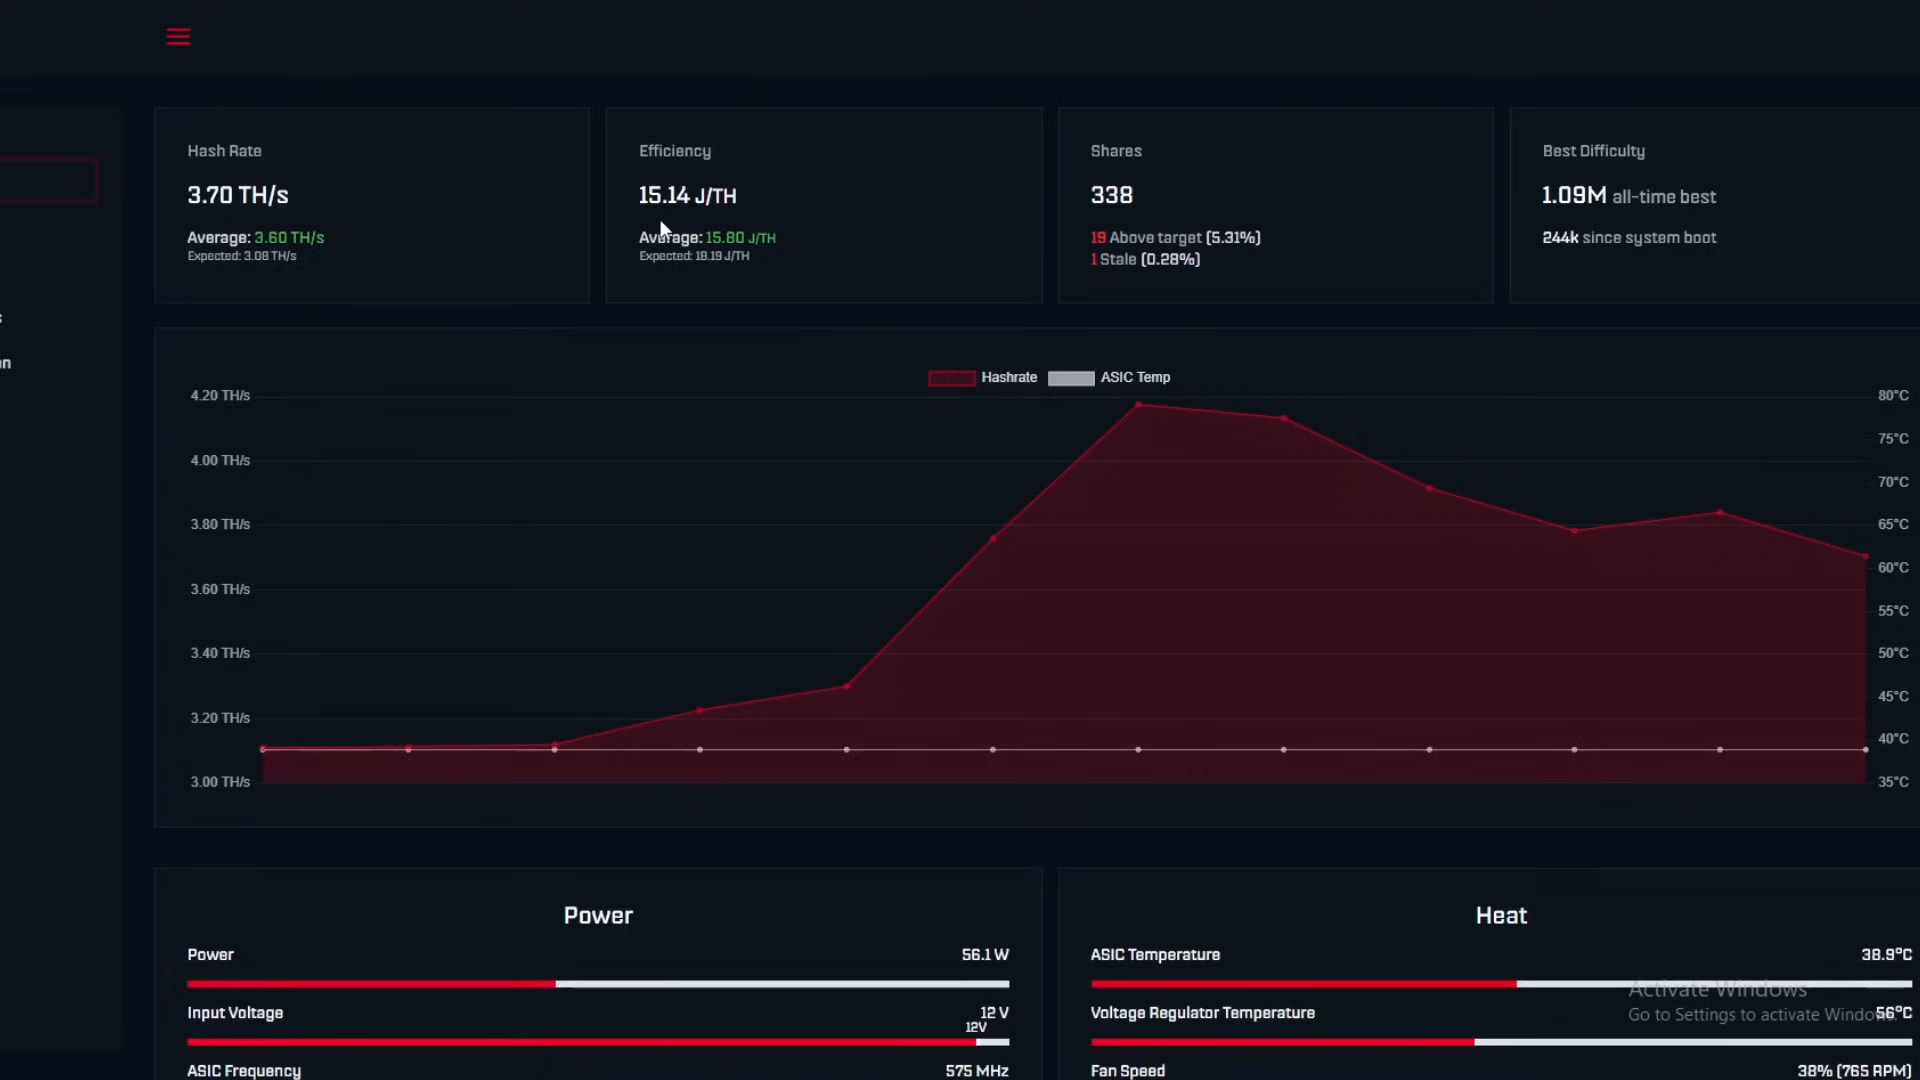 Hash Rate
3.70 TH/s
Average: 3.60 TH/s
Expected: 3.08 TH/s
Efficiency
15.14 J/TH
Average: 15.80 J/TH
Expected: 18.19 J/TH
Shares
338
19 Above target (5.31%)
1 Stale (0.28%)
Best Difficulty
1.09M all-time best
244k since system boot
Hashrate
ASIC Temp
4.20 TH/s
4.00 TH/s
3.80 TH/s
3.60 TH/s
3.40 TH/s
3.20 TH/s
3.00 TH/s
80°C
75°C
70°C
65°C
60°C
55°C
50°C
45°C
40°C
35°C
Power
Power 56.1 W
Input Voltage 12 V
12V
ASIC Frequency 575 MHz
Heat
ASIC Temperature 38.9°C
Voltage Regulator Temperature 56°C
Fan Speed 38% (765 RPM)
Activate Windows
Go to Settings to activate Windows.